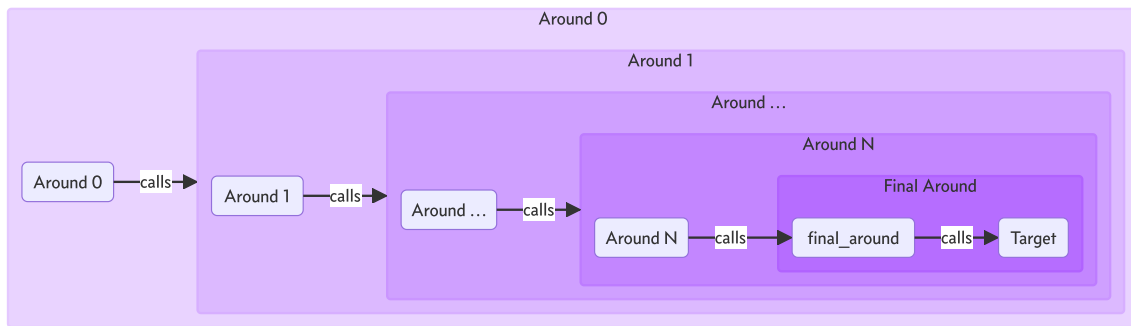 Around 0
Around 1
Around ...
Around N
Final Around
Around 0
calls
Around 1
calls
Around ...
calls
Around N
calls
final_around
calls
Target